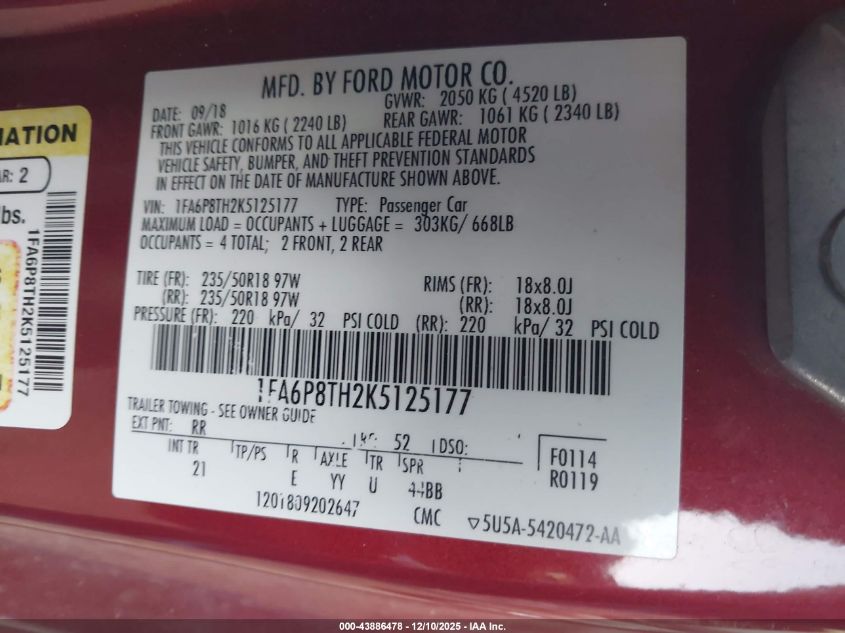 MFD. BY FORD MOTOR CO.
DATE: 09/18 GVWR: 2050 KG ( 4520 LB)
FRONT GAWR: 1016 KG ( 2240 LB) REAR GAWR: 1061 KG ( 2340 LB)
THIS VEHICLE CONFORMS TO ALL APPLICABLE FEDERAL MOTOR
VEHICLE SAFETY, BUMPER, AND THEFT PREVENTION STANDARDS
IN EFFECT ON THE DATE OF MANUFACTURE SHOWN ABOVE.
VIN: 1FA6P8TH2K5125177 TYPE: Passenger Car
MAXIMUM LOAD = OCCUPANTS + LUGGAGE = 303KG/ 668LB
OCCUPANTS = 4 TOTAL; 2 FRONT, 2 REAR
TIRE (FR): 235/50R18 97W RIMS (FR): 18x8.0J
(RR): 235/50R18 97W (RR): 18x8.0J
PRESSURE (FR): 220 kPa/ 32 PSI COLD (RR): 220 kPa/ 32 PSI COLD
1FA6P8TH2K5125177
TRAILER TOWING - SEE OWNER GUIDE
EXT PNT: RR 52 DSO:
INT TR TP/PS R AXLE TR SPR F0114
21 E YY U 44BB R0119
1201809202647 CMC 5U5A-5420472-AA
MATION
AR: 2
lbs.
1FA6P8TH2K5125177
000-43886478 - 12/10/2025 - IAA Inc.